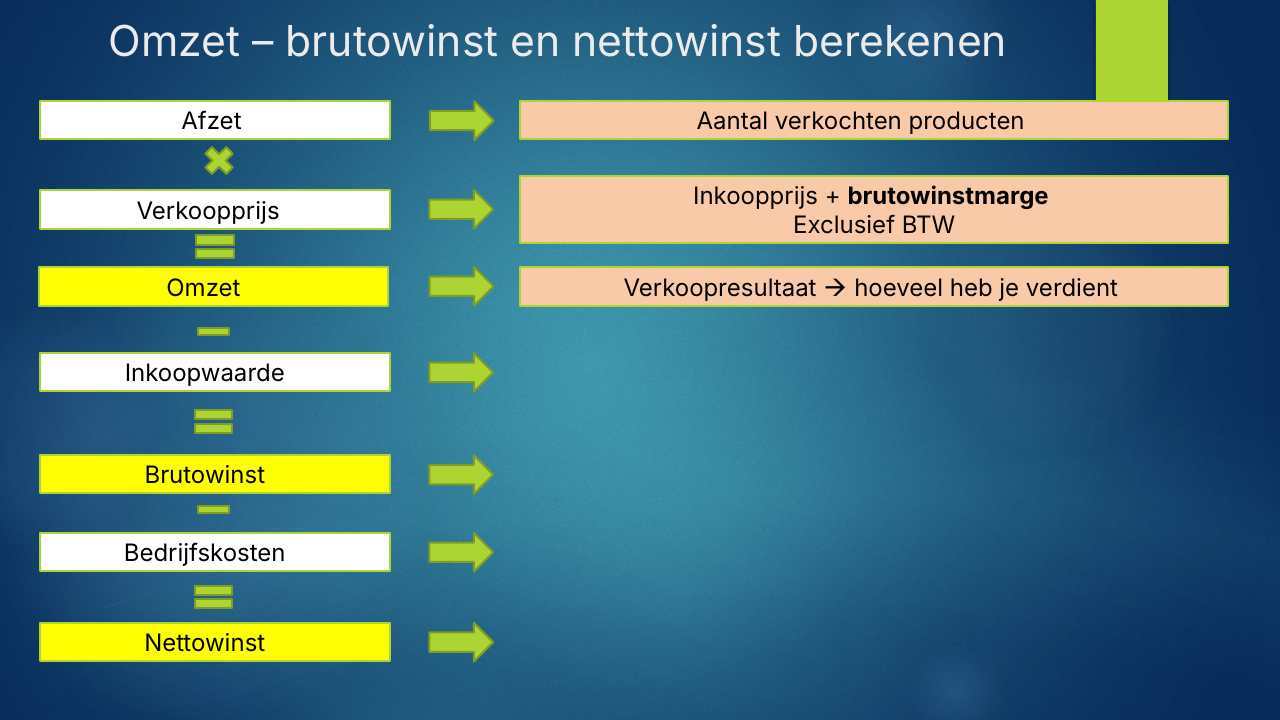 Omzet – brutowinst en nettowinst berekenen
Afzet
Aantal verkochten producten
Verkoopprijs
Inkoopprijs + brutowinstmarge
Exclusief BTW
Omzet
Verkoopresultaat → hoeveel heb je verdient
Inkoopwaarde
Brutowinst
Bedrijfskosten
Nettowinst